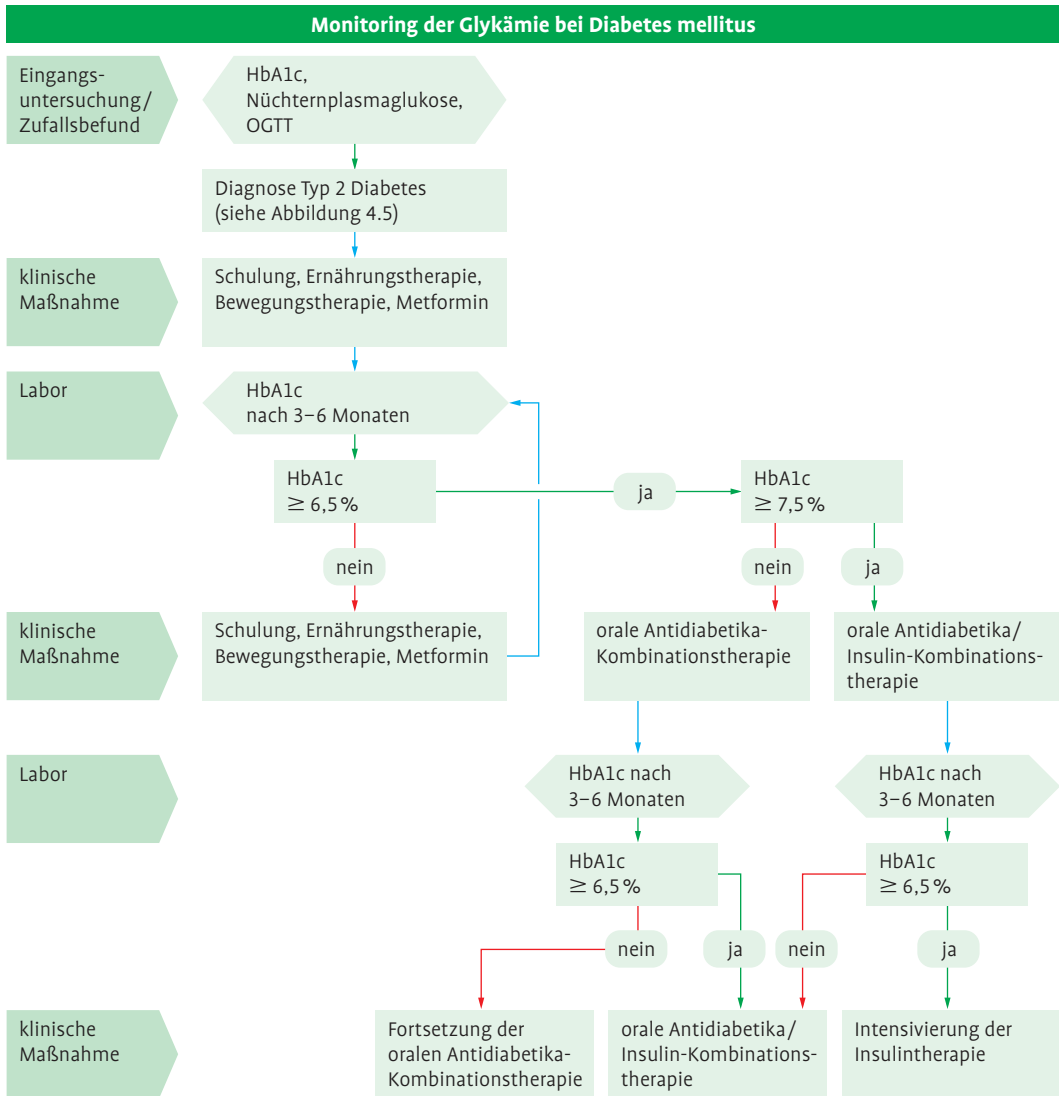 Monitoring der Glykämie bei Diabetes mellitus
Eingangs-
untersuchung/
Zufallsbefund
HbA1c,
Nüchternplasmaglukose,
OGTT
Diagnose Typ 2 Diabetes
(siehe Abbildung 4.5)
klinische
Maßnahme
Schulung, Ernährungstherapie,
Bewegungstherapie, Metformin
Labor
HbA1c
nach 3–6 Monaten
HbA1c
≥ 6,5 %
ja
HbA1c
≥ 7,5 %
nein
nein
ja
klinische
Maßnahme
Schulung, Ernährungstherapie,
Bewegungstherapie, Metformin
orale Antidiabetika-
Kombinationstherapie
orale Antidiabetika/
Insulin-Kombinations-
therapie
Labor
HbA1c nach
3–6 Monaten
HbA1c nach
3–6 Monaten
HbA1c
≥ 6,5 %
HbA1c
≥ 6,5 %
nein
ja
nein
ja
klinische
Maßnahme
Fortsetzung der
oralen Antidiabetika-
Kombinationstherapie
orale Antidiabetika/
Insulin-Kombinations-
therapie
Intensivierung der
Insulintherapie